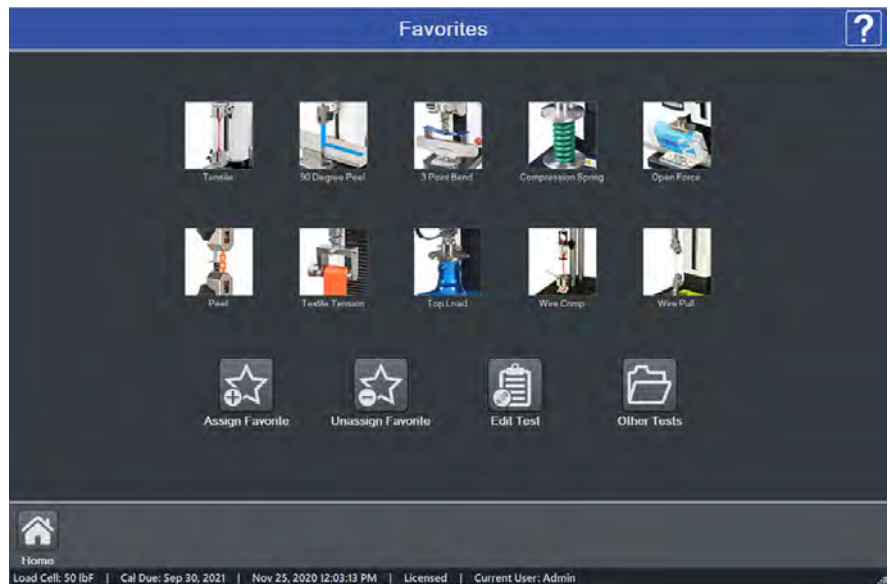 Favorites
?
Tensile
90 Degree Peel
3 Point Bend
Compression Spring
Open Force
Peel
Textile Tension
Top Load
Wire Comp
Wire Pull
Assign Favorite
Unassign Favorite
Edit Test
Other Tests
Home
Load Cell: 50 lbF | Cal Due: Sep 30, 2021 | Nov 25, 2020 12:03:13 PM | Licensed | Current User: Admin